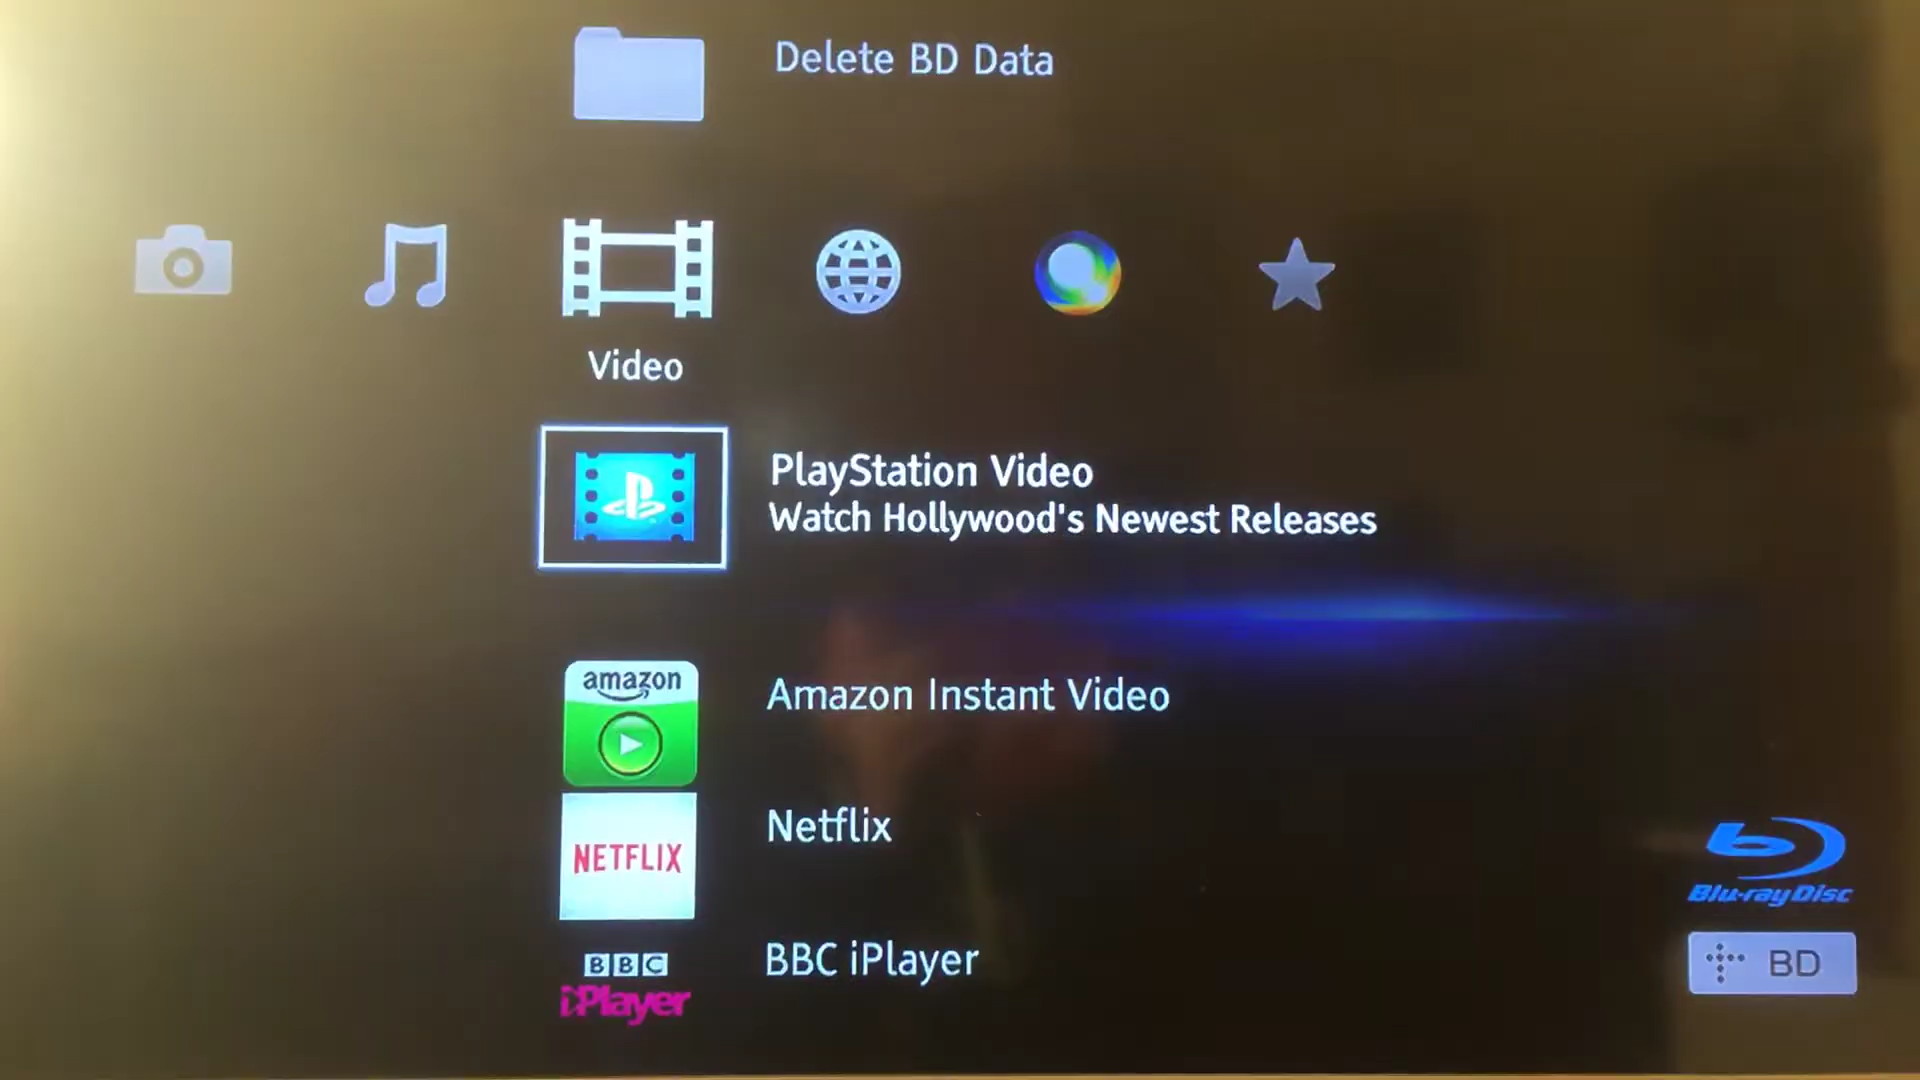 Delete BD Data
Video
PlayStation Video
Watch Hollywood's Newest Releases
amazon
Amazon Instant Video
NETFLIX
Netflix
BBC
iPlayer
BBC iPlayer
Blu-ray Disc
BD